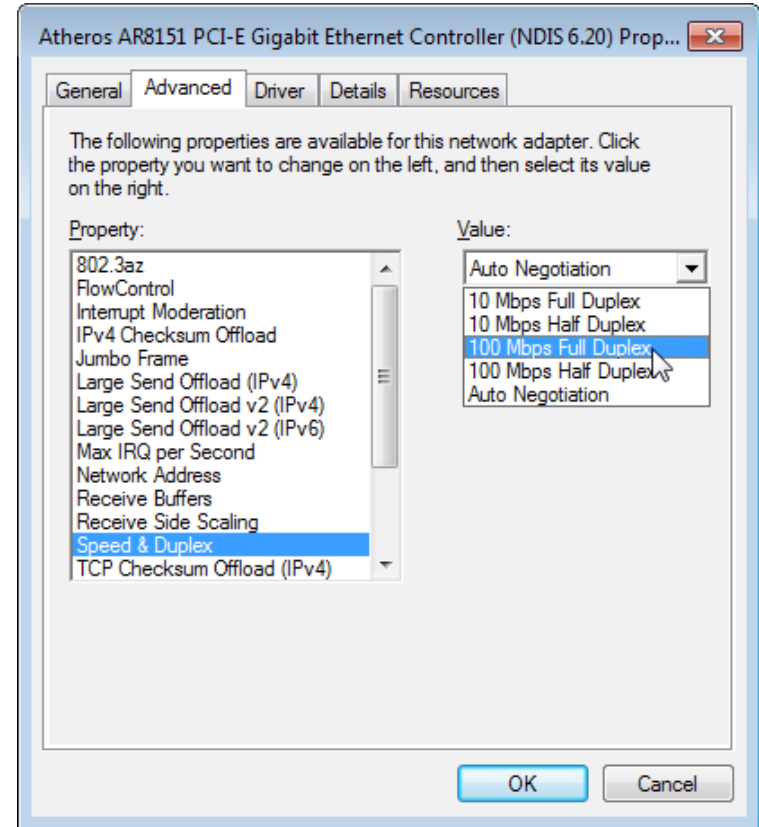 Atheros AR8151 PCI-E Gigabit Ethernet Controller (NDIS 6.20) Prop...
General Advanced Driver Details Resources
The following properties are available for this network adapter. Click
the property you want to change on the left, and then select its value
on the right.
Property:
802.3az
FlowControl
Interrupt Moderation
IPv4 Checksum Offload
Jumbo Frame
Large Send Offload (IPv4)
Large Send Offload v2 (IPv4)
Large Send Offload v2 (IPv6)
Max IRQ per Second
Network Address
Receive Buffers
Receive Side Scaling
Speed & Duplex
TCP Checksum Offload (IPv4)
Value:
Auto Negotiation
10 Mbps Full Duplex
10 Mbps Half Duplex
100 Mbps Full Duplex
100 Mbps Half Duplex
Auto Negotiation
OK Cancel